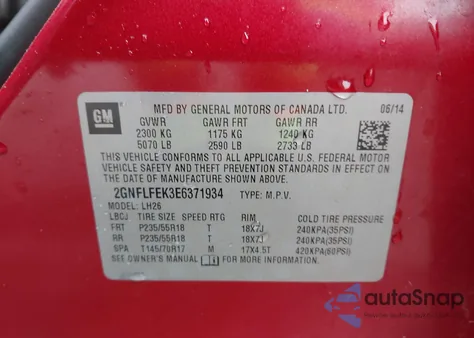 GM
MFD BY GENERAL MOTORS OF CANADA LTD. 06/14
GVWR GAWR FRT GAWR RR
2300 KG 1175 KG 1240 KG
5070 LB 2590 LB 2733 LB
THIS VEHICLE CONFORMS TO ALL APPLICABLE U.S. FEDERAL MOTOR
VEHICLE SAFETY AND THEFT PREVENTION STANDARDS IN EFFECT ON
THE DATE OF MANUFACTURE SHOWN ABOVE.
2GNFLFEK3E6371934 TYPE: M.P.V.
MODEL: LH26
LBCJ TIRE SIZE SPEED RTG RIM COLD TIRE PRESSURE
FRT P235/55R18 T 18X7J 240KPA(35PSI)
RR P235/55R18 T 18X7J 240KPA(35PSI)
SPA T145/70R17 M 17X4.5T 420KPA(60PSI)
SEE OWNER'S MANUAL FOR MORE INFORMATION.
autoSnap
YOUR TRUSTED CAR BROKER